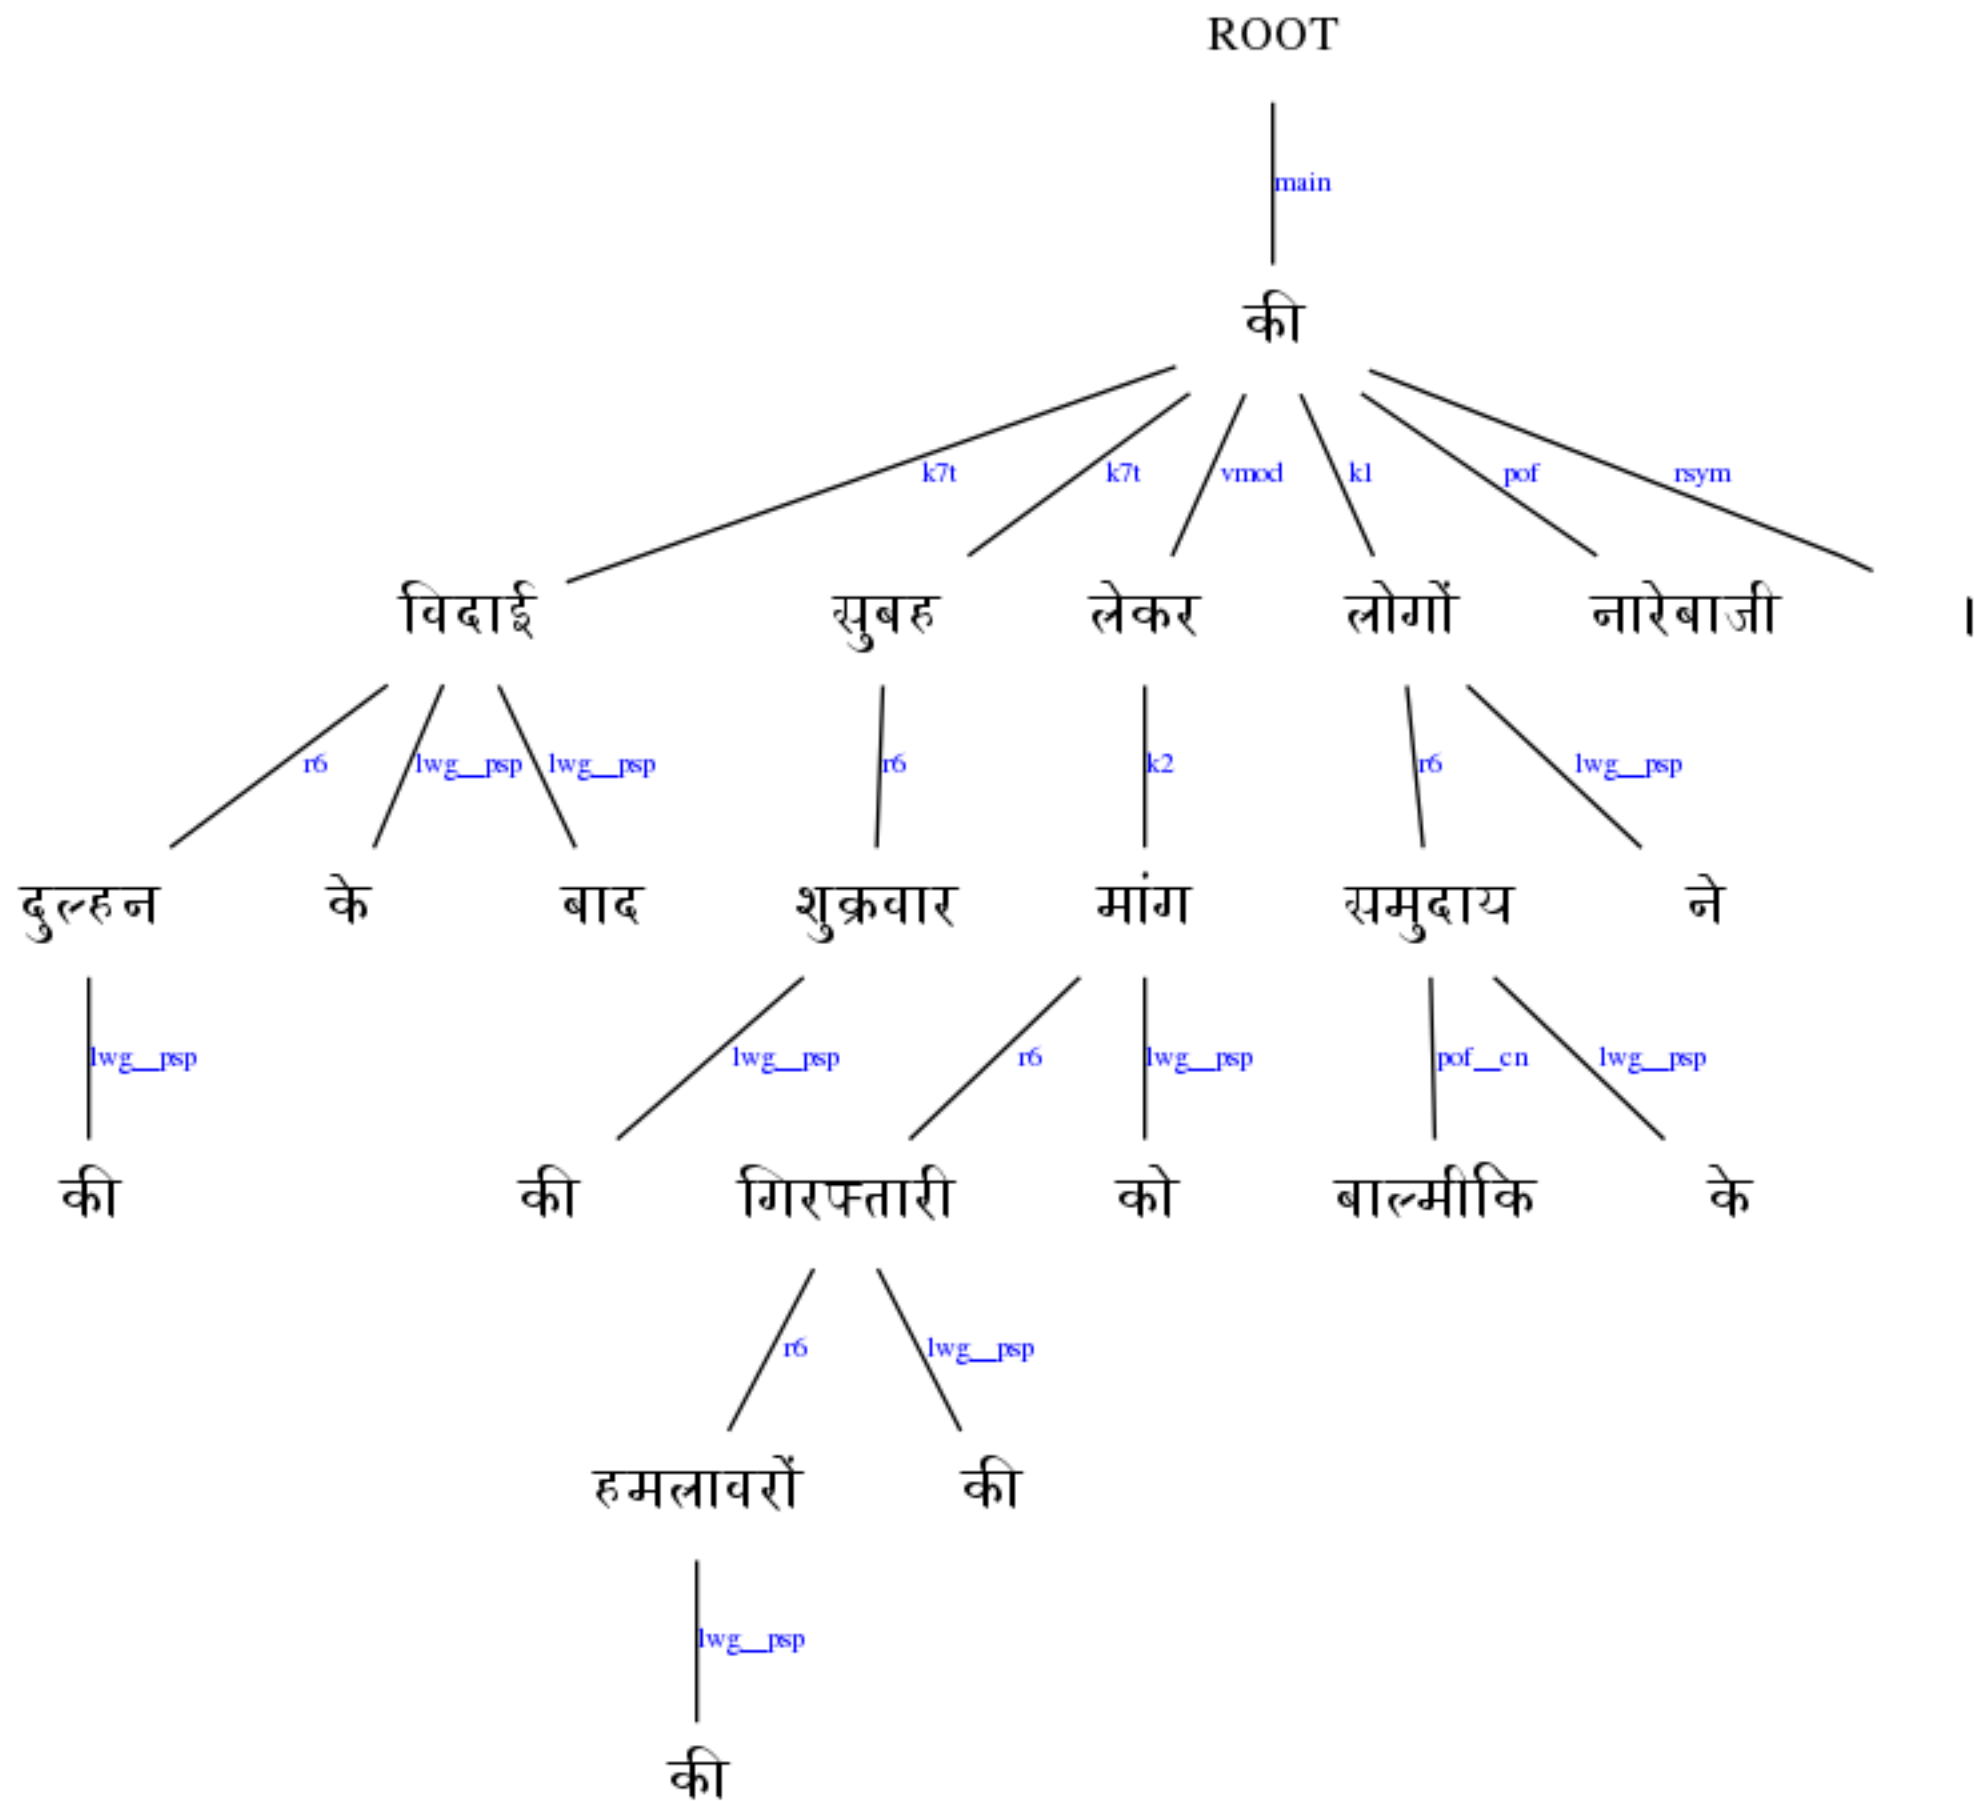 ROOT
main
की
k7t k7t vmod k1 pof rsym
विदाई सुबह लेकर लोगों नारेबाजी ।
r6 lwg__psp lwg__psp r6 k2 r6 lwg__psp
दुल्हन के बाद शुक्रवार मांग समुदाय ने
lwg__psp lwg__psp r6 lwg__psp pof__cn lwg__psp
की की गिरफ्तारी को बाल्मीकि के
r6 lwg__psp
हमलावरों की
lwg__psp
की